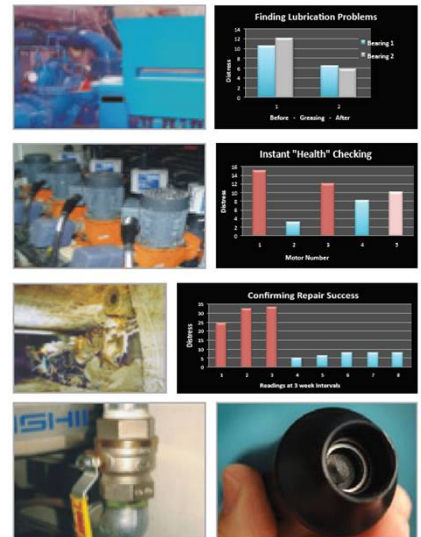 Finding Lubrication Problems
14
12
10
8
6
4
2
0
Distress
Bearing 1
Bearing 2
1 2
Before - Greasing - After
Instant "Health" Checking
16
14
12
10
8
6
4
2
0
Distress
1 2 3 4 5
Motor Number
Confirming Repair Success
35
30
25
20
15
10
5
0
Distress
1 2 3 4 5 6 7 8
Readings at 3 week intervals